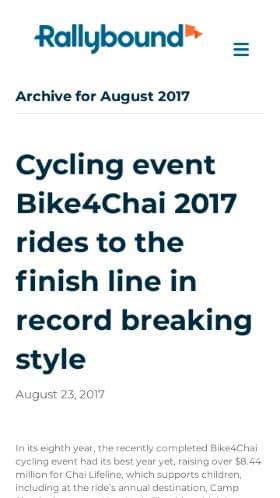 Rallybound
Archive for August 2017
Cycling event
Bike4Chai 2017
rides to the
finish line in
record breaking
style
August 23, 2017
In its eighth year, the recently completed Bike4Chai
cycling event had its best year yet, raising over $8.44
million for Chai Lifeline, which supports children,
including at the ride's annual destination, Camp